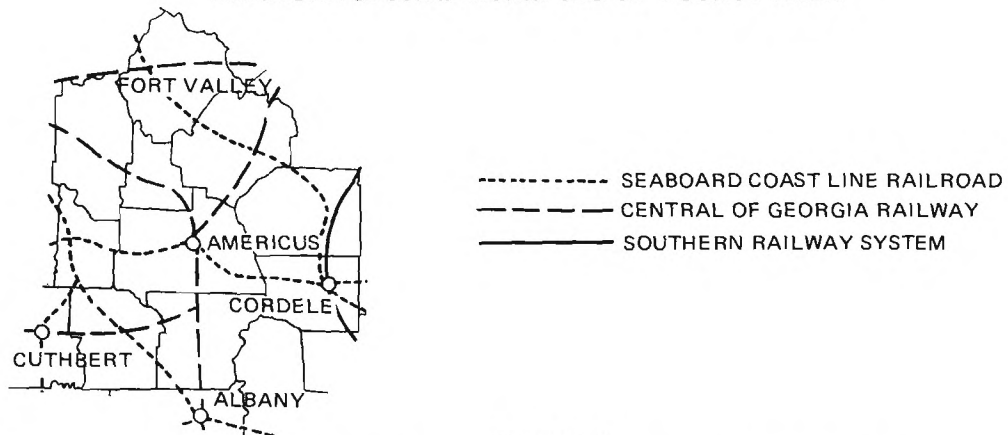 FORT VALLEY
AMERICUS
CORDELE
CUTHBERT
ALBANY
SEABOARD COAST LINE RAILROAD
CENTRAL OF GEORGIA RAILWAY
SOUTHERN RAILWAY SYSTEM